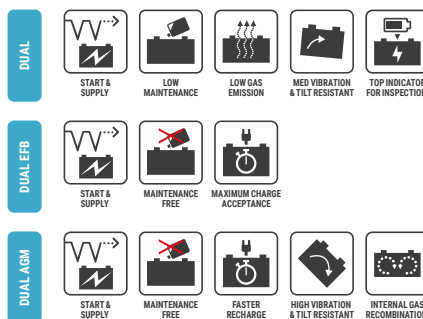 DUAL
START &
SUPPLY
LOW
MAINTENANCE
LOW GAS
EMISSION
MED VIBRATION
& TILT RESISTANT
TOP INDICATOR
FOR INSPECTION
DUAL EFB
START &
SUPPLY
MAINTENANCE
FREE
MAXIMUM CHARGE
ACCEPTANCE
DUAL AGM
START &
SUPPLY
MAINTENANCE
FREE
FASTER
RECHARGE
HIGH VIBRATION
& TILT RESISTANT
INTERNAL GAS
RECOMBINATION